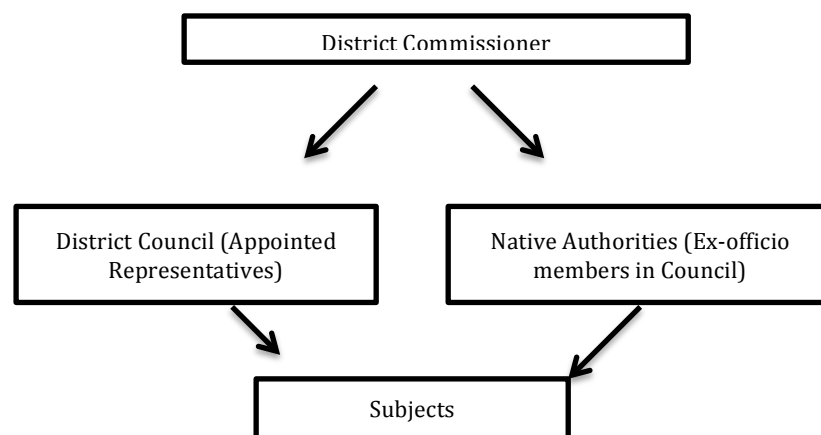 District Commissioner
District Council (Appointed
Representatives)
Native Authorities (Ex-officio
members in Council)
Subjects